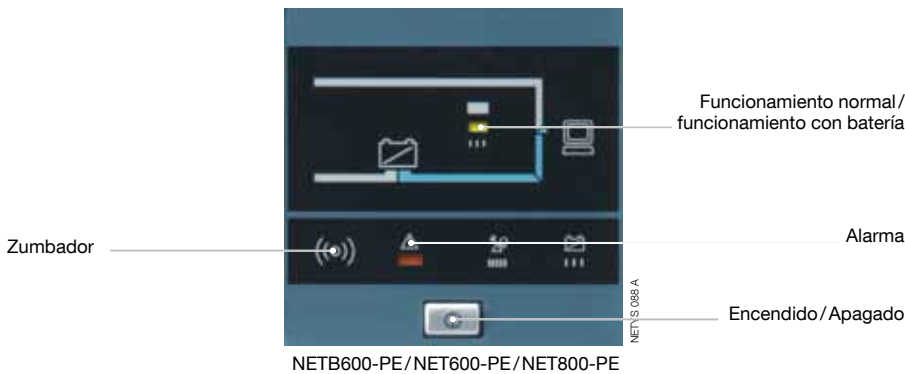 Funcionamiento normal/
funcionamiento con batería
Zumbador
Alarma
NETYS 088 A
Encendido/Apagado
NETB600-PE/NET600-PE/NET800-PE